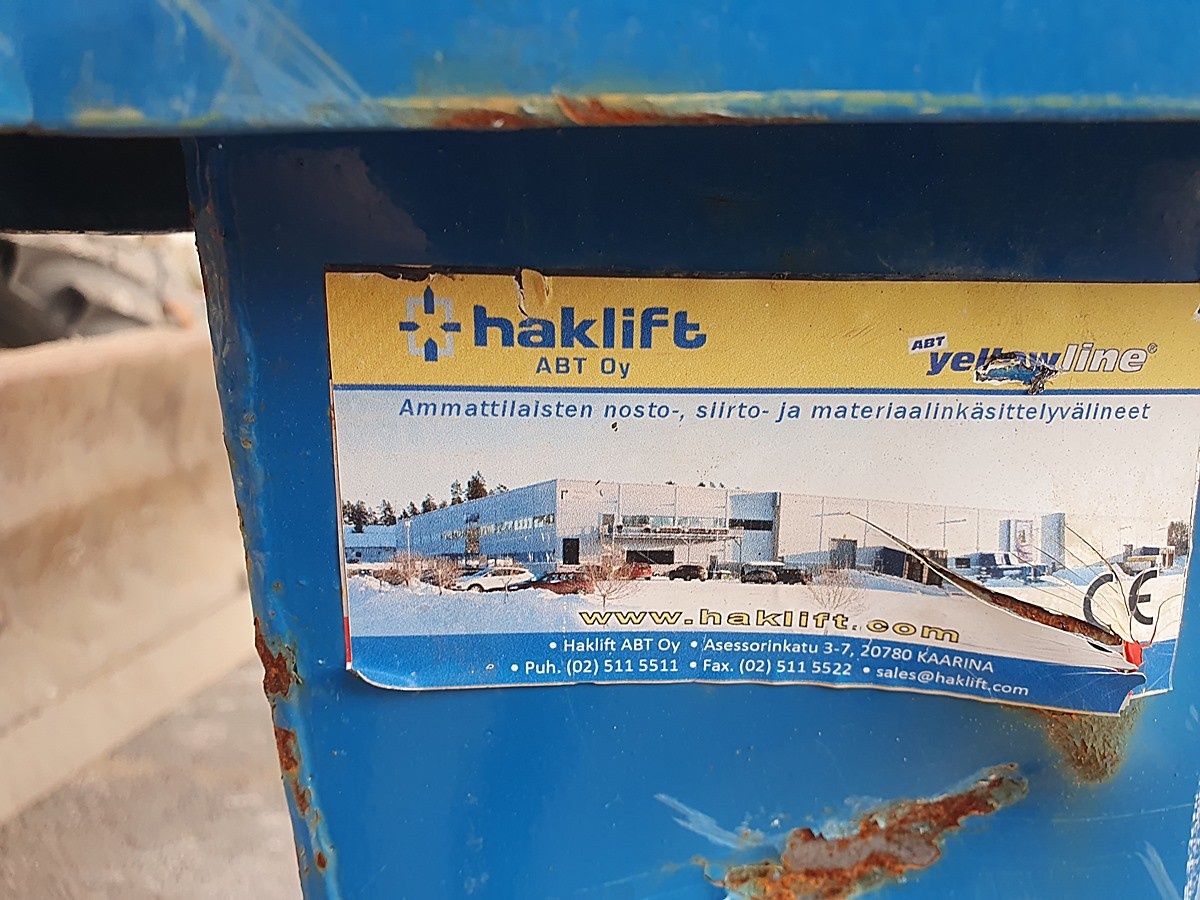 haklift
ABT Oy
ABT
yellowline®
Ammattilaisten nosto-, siirto- ja materiaalinkäsittelyvälineet
CE
www.haklift.com
• Haklift ABT Oy • Asessorinkatu 3-7, 20780 KAARINA
• Puh. (02) 511 5511 • Fax. (02) 511 5522 • sales@haklift.com